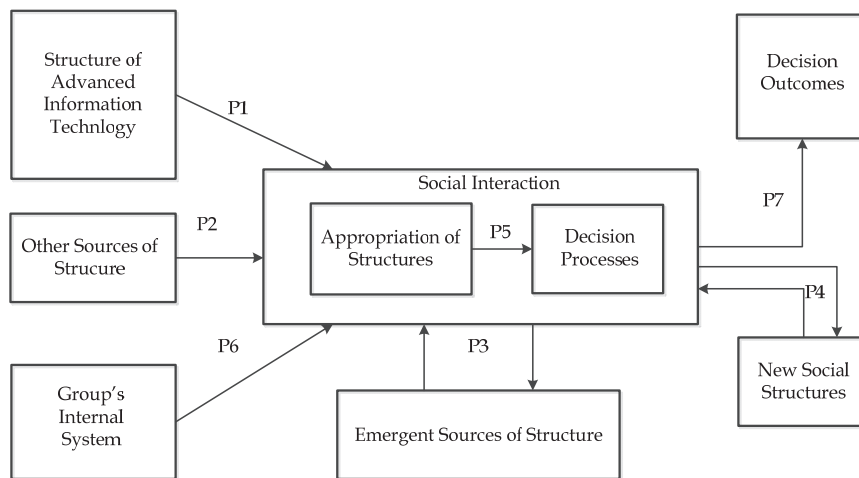 Structure of
Advanced
Information
Technlogy
P1
Decision
Outcomes
Social Interaction
P7
P2
Other Sources of
Strucure
Appropriation of
Structures
P5
Decision
Processes
P4
P6
P3
Group's
Internal
System
Emergent Sources of Structure
New Social
Structures